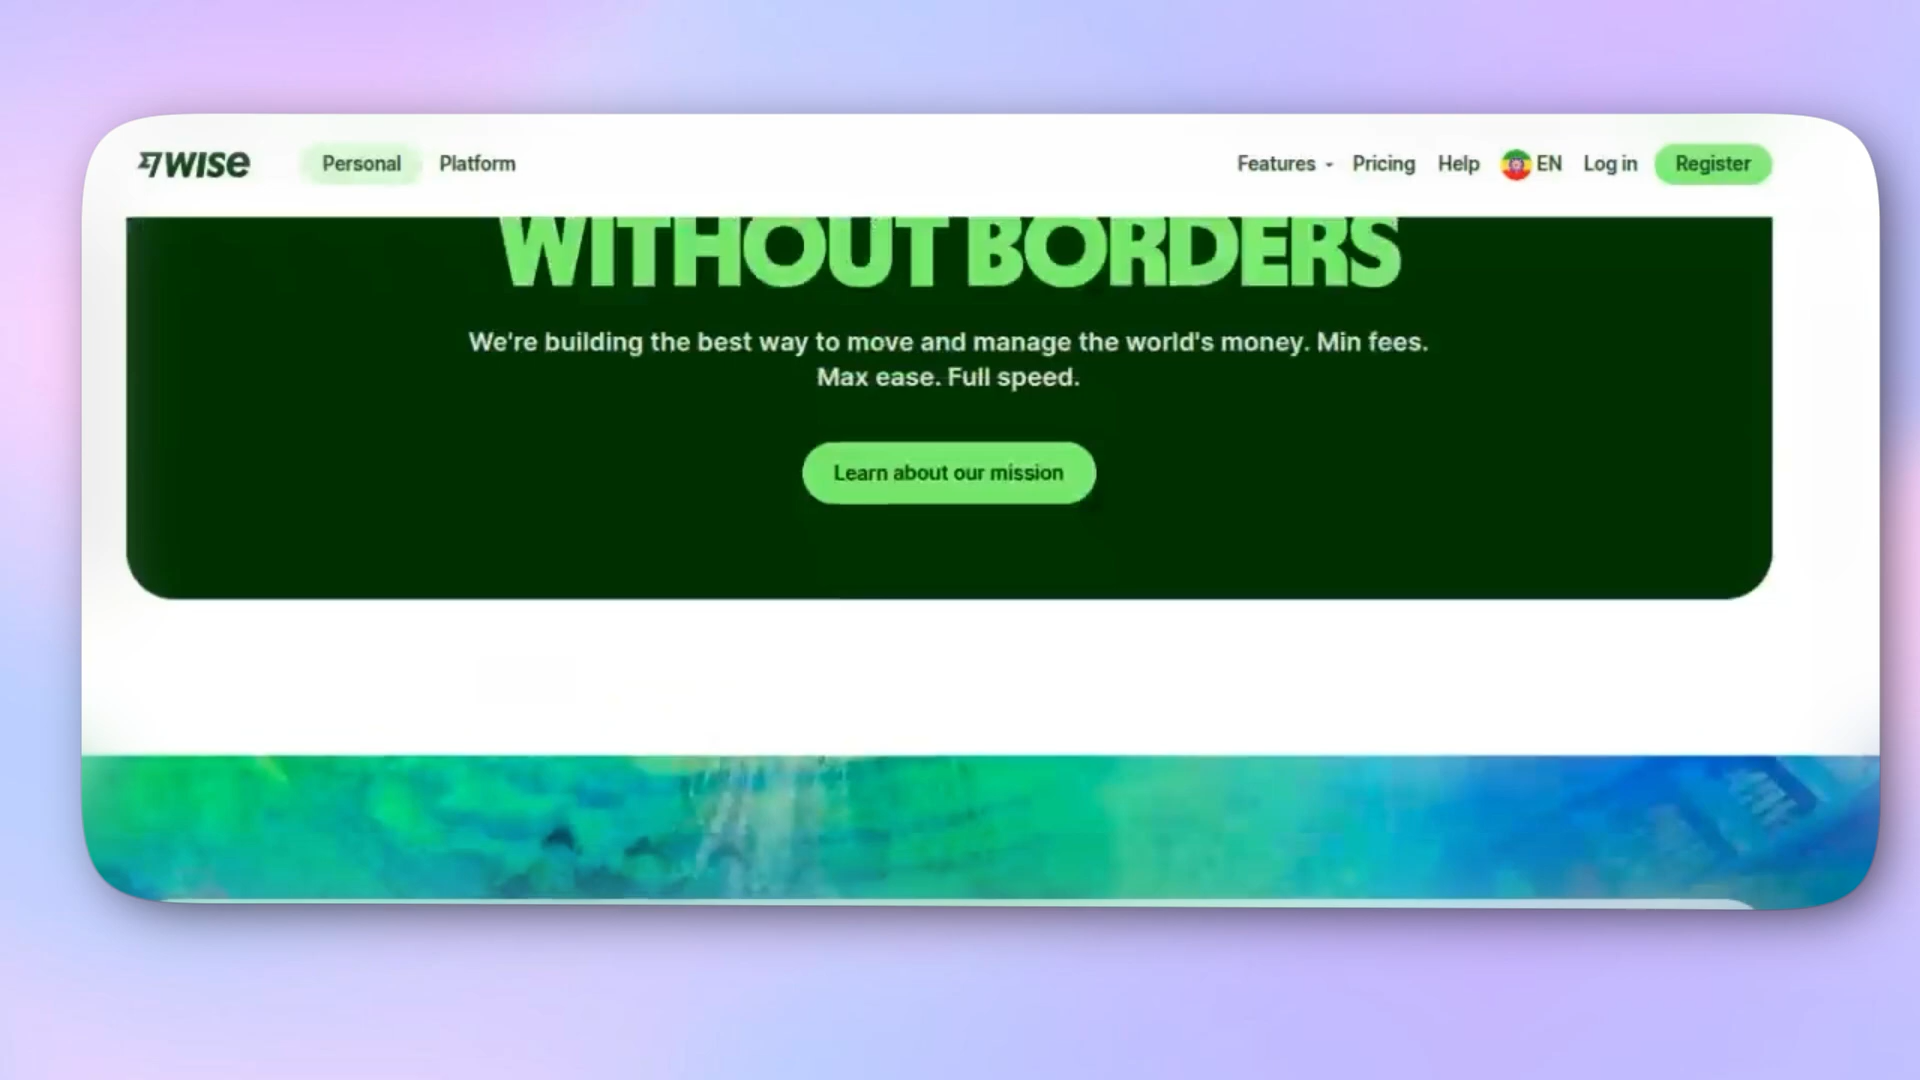 WISE
Personal
Platform
Features
Pricing
Help
EN
Log in
Register
WITHOUT BORDERS
We're building the best way to move and manage the world's money. Min fees.
Max ease. Full speed.
Learn about our mission